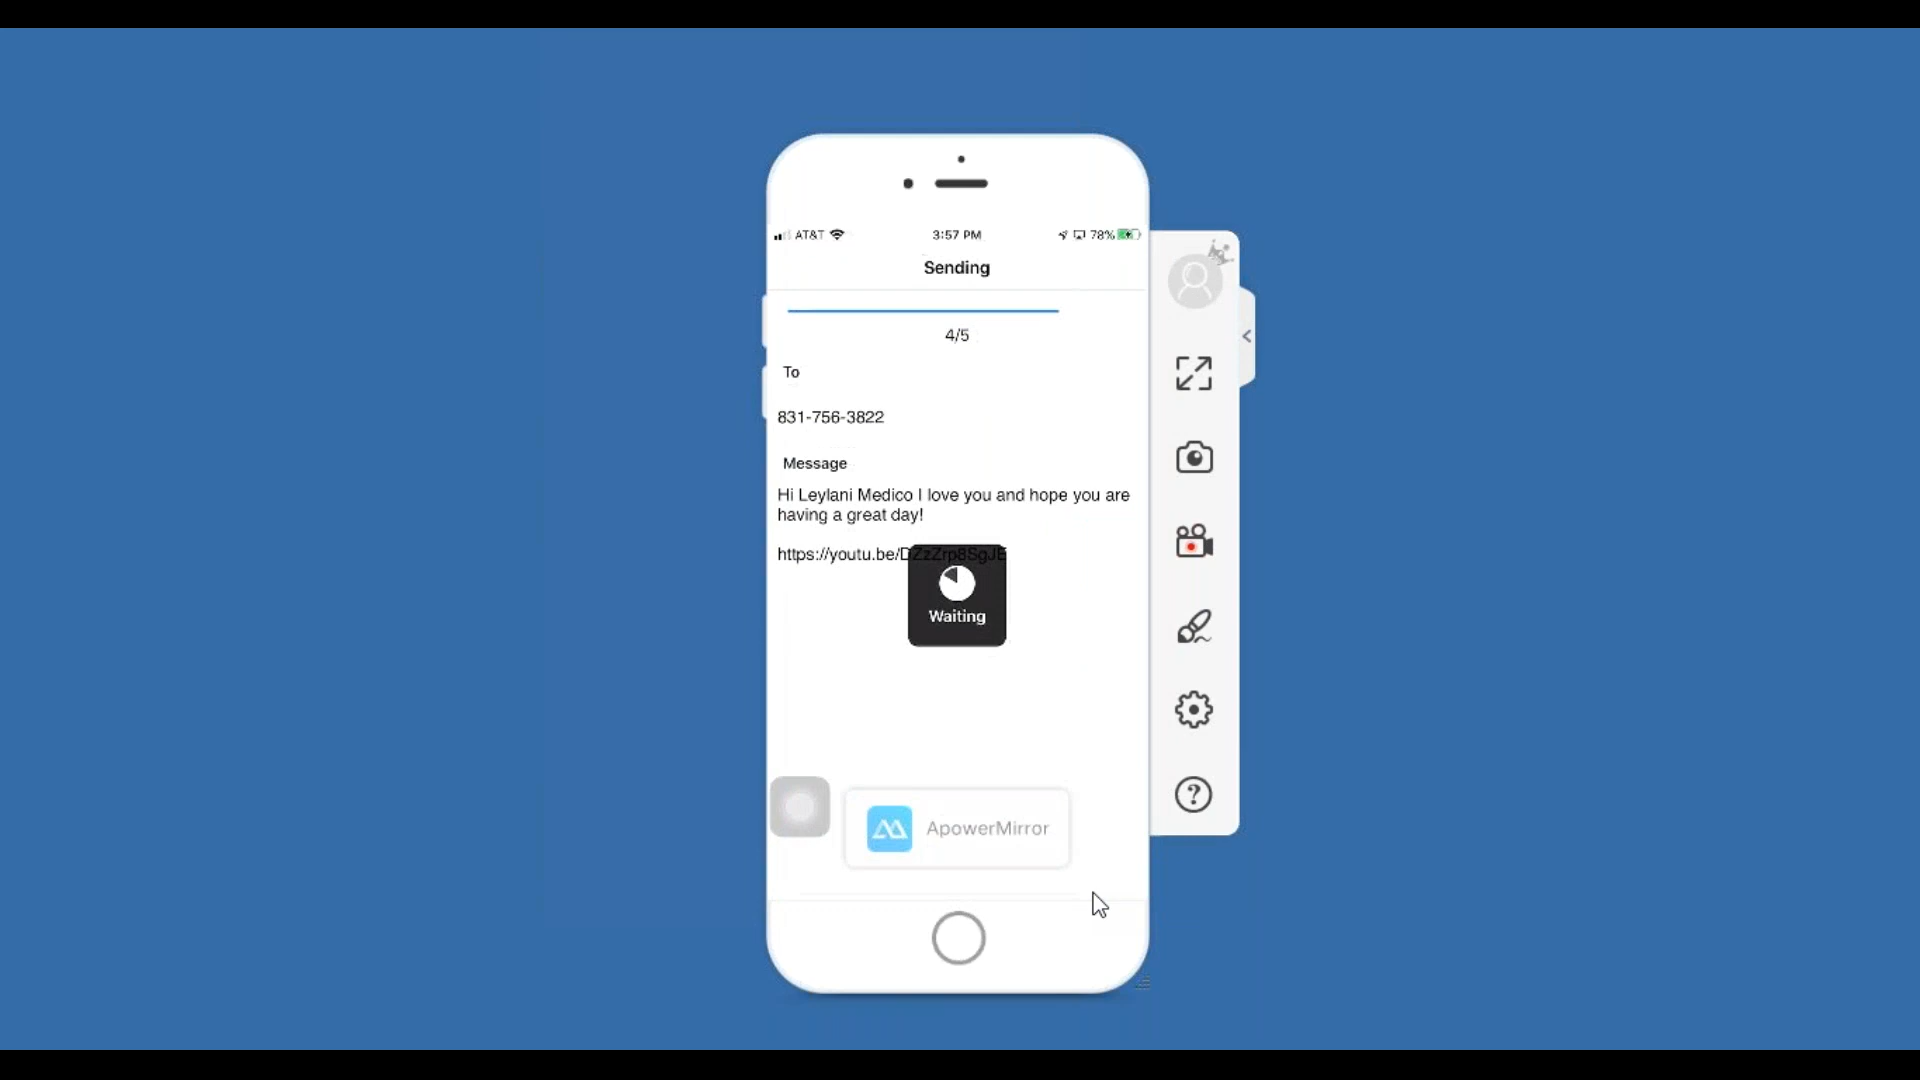 AT&T 3:57 PM 78%
Sending
4/5
To
831-756-3822
Message
Hi Leylani Medico I love you and hope you are
having a great day!
https://youtu.be/DZzZrp8SgJE
Waiting
ApowerMirror